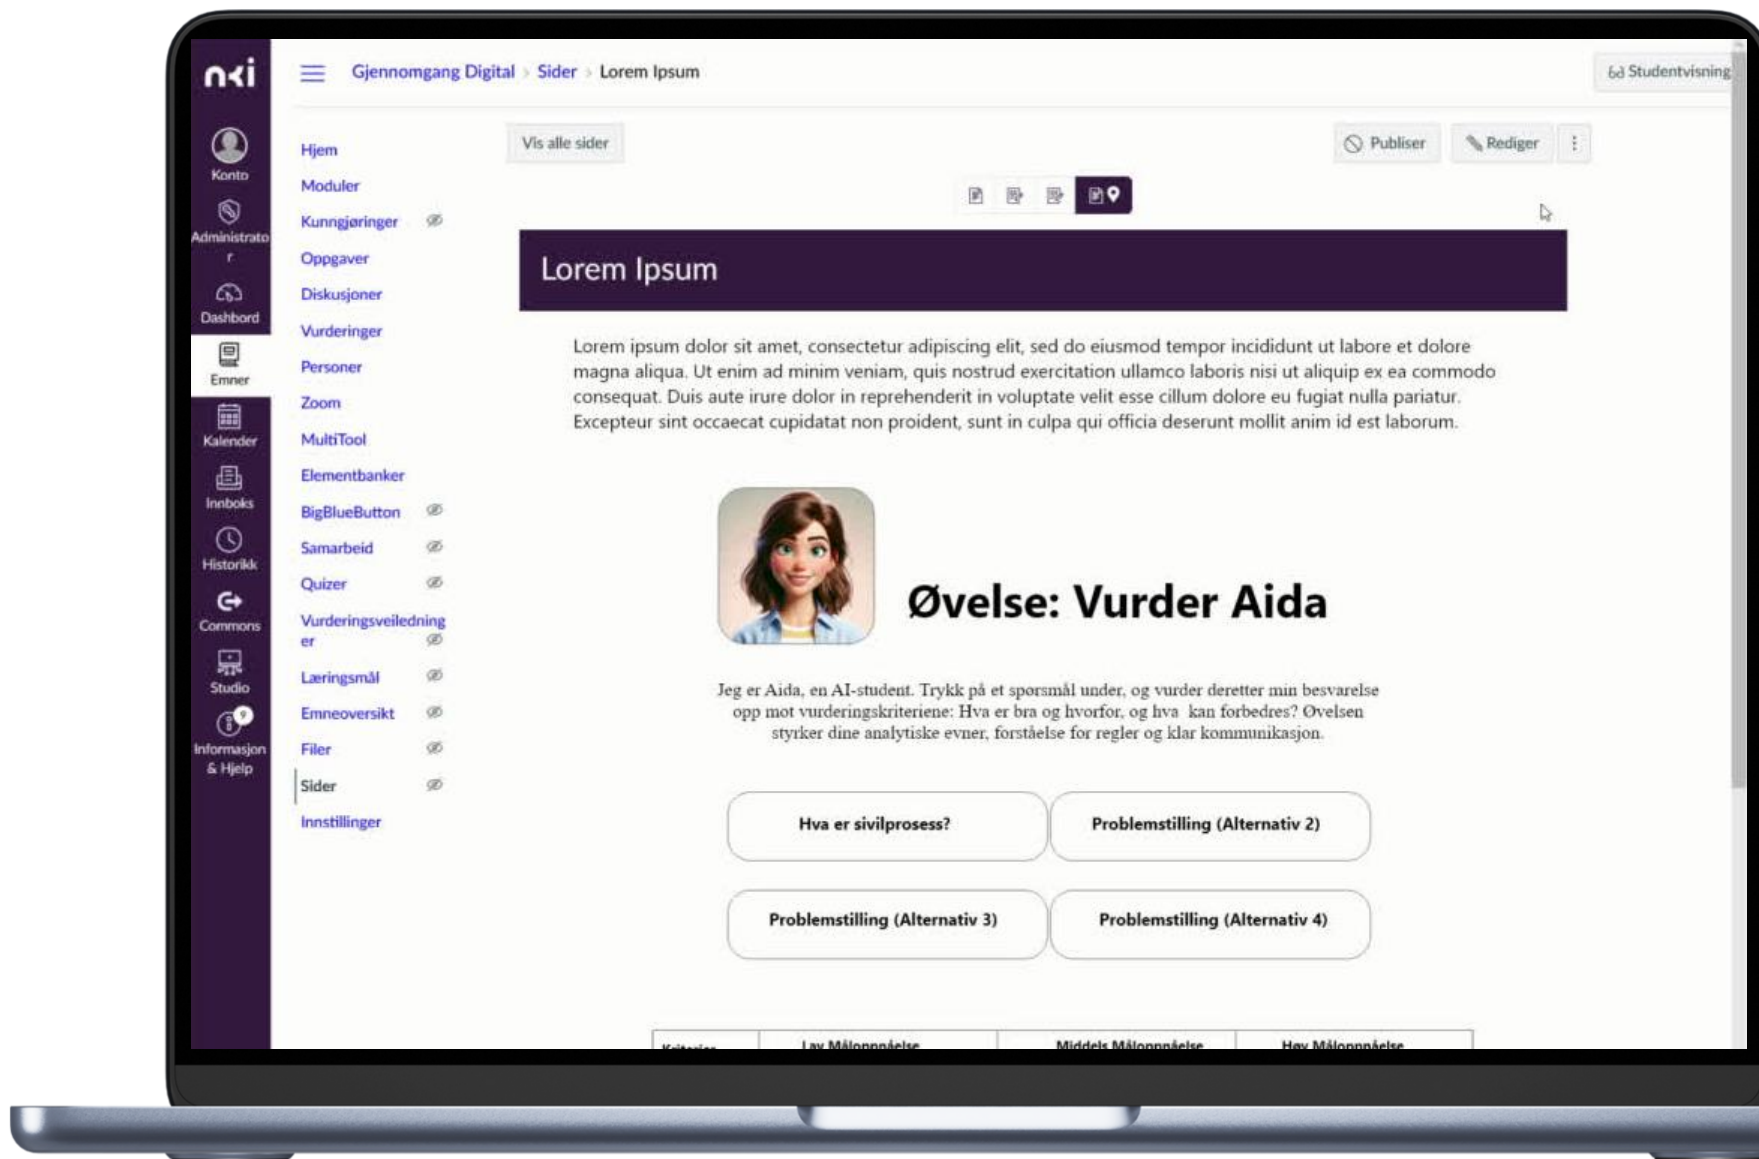 nki
Gjennomgang Digital › Sider › Lorem Ipsum
Studentvisning
Konto
Administrato
r
Dashbord
Emner
Kalender
Innboks
Historikk
Commons
Studio
9
Informasjon
& Hjelp
Hjem
Moduler
Kunngjøringer
Oppgaver
Diskusjoner
Vurderinger
Personer
Zoom
MultiTool
Elementbanker
BigBlueButton
Samarbeid
Quizer
Vurderingsveiledning
er
Læringsmål
Emneoversikt
Filer
Sider
Innstillinger
Vis alle sider
Publiser
Rediger
Lorem Ipsum
Lorem ipsum dolor sit amet, consectetur adipiscing elit, sed do eiusmod tempor incididunt ut labore et dolore
magna aliqua. Ut enim ad minim veniam, quis nostrud exercitation ullamco laboris nisi ut aliquip ex ea commodo
consequat. Duis aute irure dolor in reprehenderit in voluptate velit esse cillum dolore eu fugiat nulla pariatur.
Excepteur sint occaecat cupidatat non proident, sunt in culpa qui officia deserunt mollit anim id est laborum.
Øvelse: Vurder Aida
Jeg er Aida, en AI-student. Trykk på et spørsmål under, og vurder deretter min besvarelse
opp mot vurderingskriteriene: Hva er bra og hvorfor, og hva kan forbedres? Øvelsen
styrker dine analytiske evner, forståelse for regler og klar kommunikasjon.
Hva er sivilprosess?
Problemstilling (Alternativ 2)
Problemstilling (Alternativ 3)
Problemstilling (Alternativ 4)
Kriterier
Lav Måloppnåelse
Middels Måloppnåelse
Høy Måloppnåelse